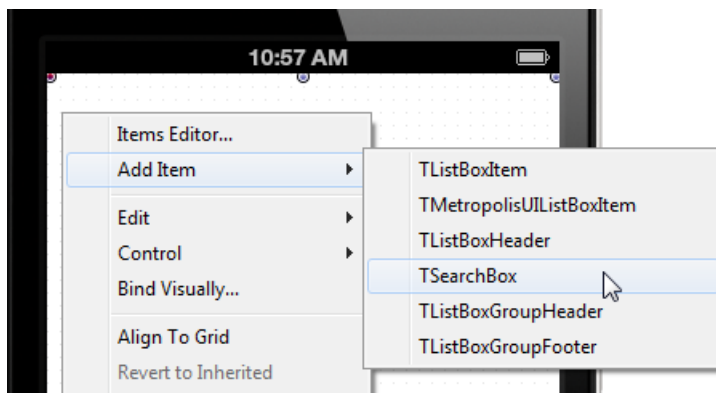 10:57 AM
Items Editor...
Add Item
TListBoxItem
TMetropolisUIListBoxItem
TListBoxHeader
Edit
Control
TSearchBox
Bind Visually...
TListBoxGroupHeader
Align To Grid
TListBoxGroupFooter
Revert to Inherited